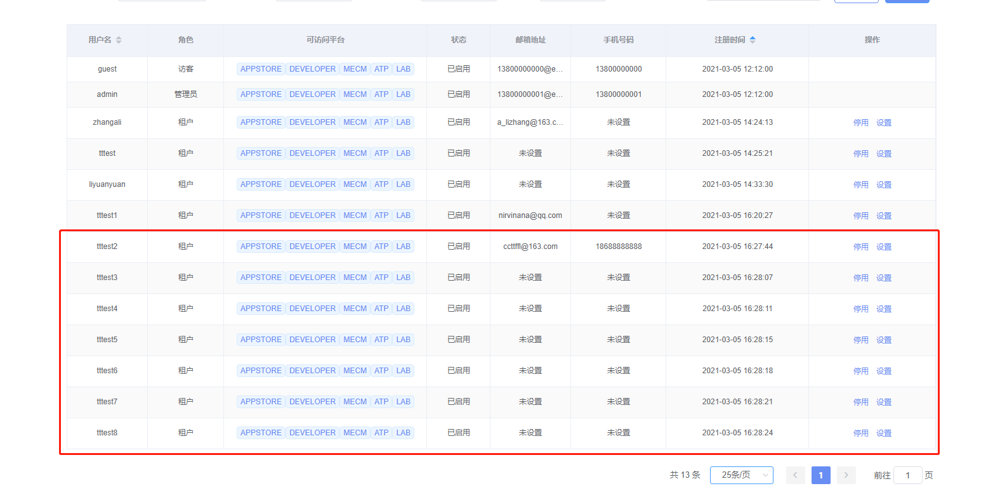 用户名 角色 可访问平台 状态 邮箱地址 手机号码 注册时间 操作
guest 访客 APPSTORE DEVELOPER MECM ATP LAB 已启用 13800000000@e... 13800000000 2021-03-05 12:12:00
admin 管理员 APPSTORE DEVELOPER MECM ATP LAB 已启用 13800000001@e... 13800000001 2021-03-05 12:12:00
zhangali 租户 APPSTORE DEVELOPER MECM ATP LAB 已启用 a_lizhang@163.c... 未设置 2021-03-05 14:24:13 停用 设置
tttest 租户 APPSTORE DEVELOPER MECM ATP LAB 已启用 未设置 未设置 2021-03-05 14:25:21 停用 设置
liyuanyuan 租户 APPSTORE DEVELOPER MECM ATP LAB 已启用 未设置 未设置 2021-03-05 14:33:30 停用 设置
tttest1 租户 APPSTORE DEVELOPER MECM ATP LAB 已启用 nirvinana@qq.com 未设置 2021-03-05 16:20:27 停用 设置
tttest2 租户 APPSTORE DEVELOPER MECM ATP LAB 已启用 ccttffl@163.com 18688888888 2021-03-05 16:27:44 停用 设置
tttest3 租户 APPSTORE DEVELOPER MECM ATP LAB 已启用 未设置 未设置 2021-03-05 16:28:07 停用 设置
tttest4 租户 APPSTORE DEVELOPER MECM ATP LAB 已启用 未设置 未设置 2021-03-05 16:28:11 停用 设置
tttest5 租户 APPSTORE DEVELOPER MECM ATP LAB 已启用 未设置 未设置 2021-03-05 16:28:15 停用 设置
tttest6 租户 APPSTORE DEVELOPER MECM ATP LAB 已启用 未设置 未设置 2021-03-05 16:28:18 停用 设置
tttest7 租户 APPSTORE DEVELOPER MECM ATP LAB 已启用 未设置 未设置 2021-03-05 16:28:21 停用 设置
tttest8 租户 APPSTORE DEVELOPER MECM ATP LAB 已启用 未设置 未设置 2021-03-05 16:28:24 停用 设置
共 13 条 25条/页 1 前往 1 页